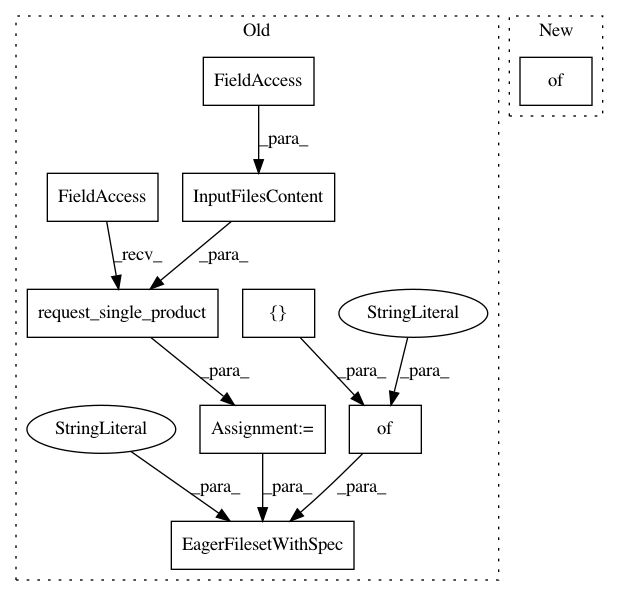 Old
New
FieldAccess
of
_para_
FieldAccess
InputFilesContent
_recv_
_para_
request_single_product
{}
StringLiteral
_para_
_para_
_para_
StringLiteral
Assignment:=
of
_para_
_para_
_para_
EagerFilesetWithSpec